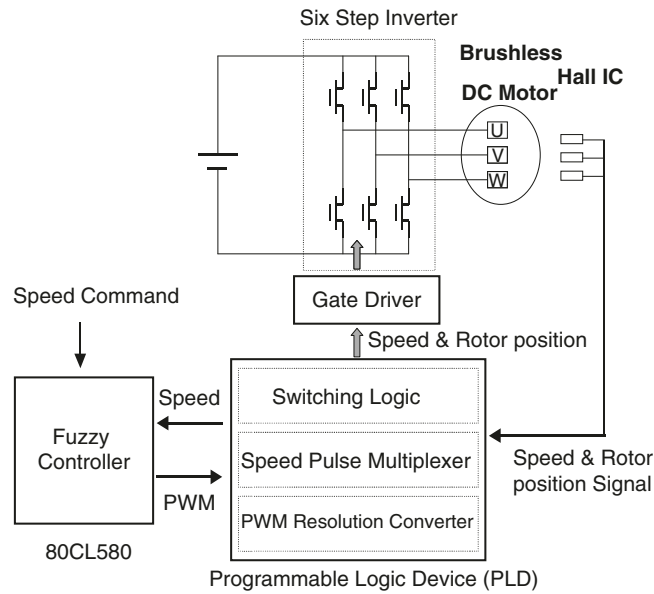 Six Step Inverter
Brushless
DC Motor
Hall IC
U
V
W
Gate Driver
Speed Command
Speed & Rotor position
Switching Logic
Speed
Fuzzy
Controller
Speed Pulse Multiplexer
Speed & Rotor
position Signal
PWM
PWM Resolution Converter
80CL580
Programmable Logic Device (PLD)